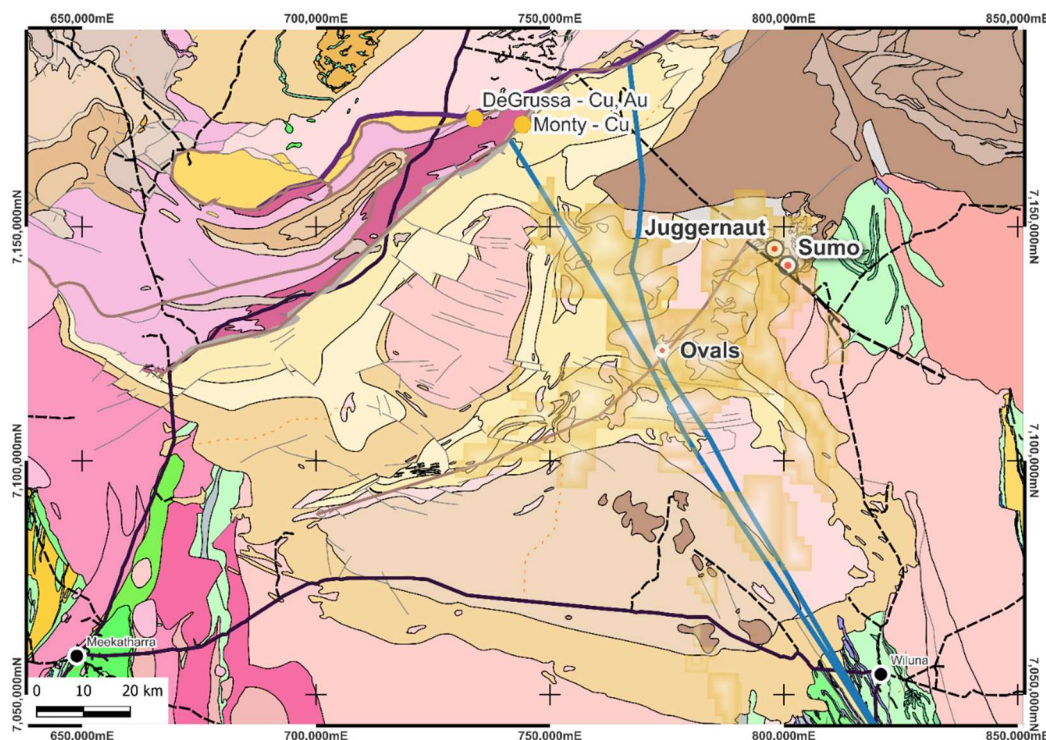 650,000mE
700,000mE
750,000mE
800,000mE
850,000mE
DeGrussa - Cu, Au
Monty - Cu
7,150,000mN
7,150,000mN
Juggernaut
Sumo
Ovals
7,100,000mN
7,100,000mN
Meekatharra
Wiluna
0 10 20 km
7,050,000mN
7,050,000mN
650,000mE
700,000mE
750,000mE
800,000mE
850,000mE